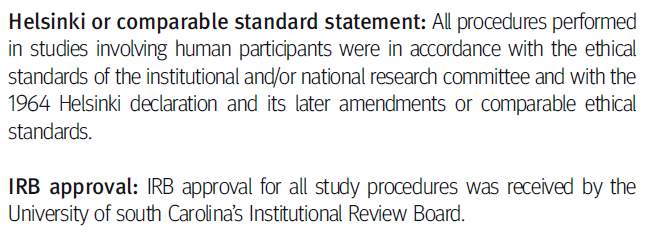 Helsinki or comparable standard statement: All procedures performed
in studies involving human participants were in accordance with the ethical
standards of the institutional and/or national research committee and with the
1964 Helsinki declaration and its later amendments or comparable ethical
standards.
IRB approval: IRB approval for all study procedures was received by the
University of south Carolina's Institutional Review Board.